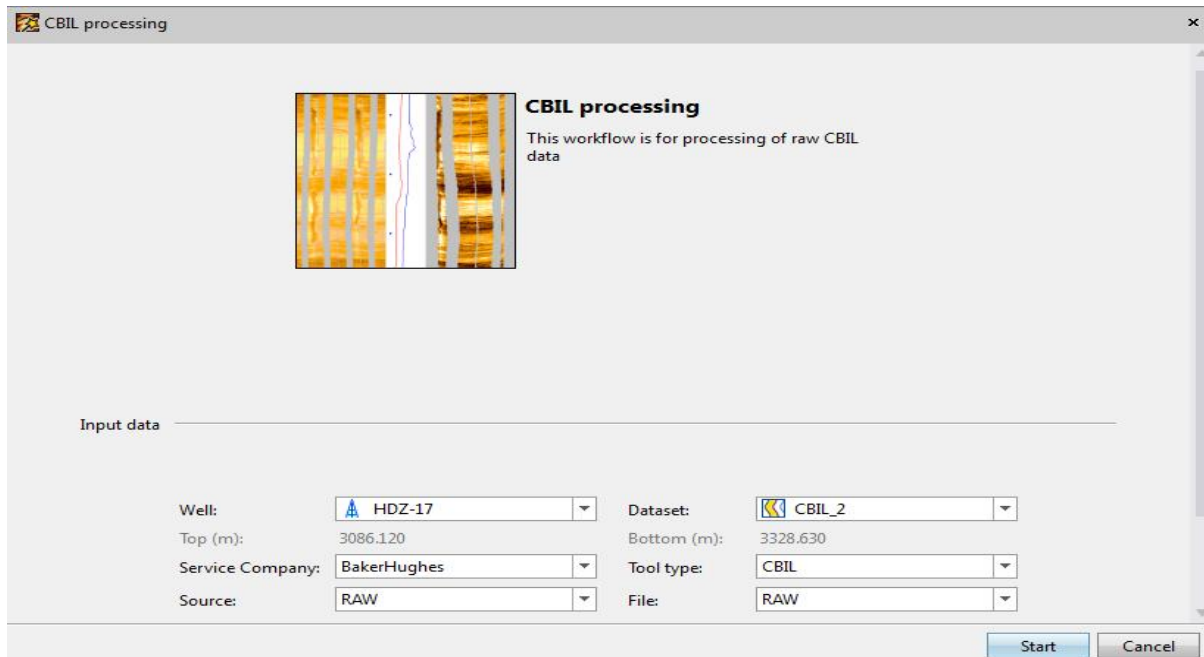 CBIL processing
CBIL processing
This workflow is for processing of raw CBIL
data
Input data
Well: HDZ-17 Dataset: CBIL_2
Top (m): 3086.120 Bottom (m): 3328.630
Service Company: BakerHughes Tool type: CBIL
Source: RAW File: RAW
Start Cancel